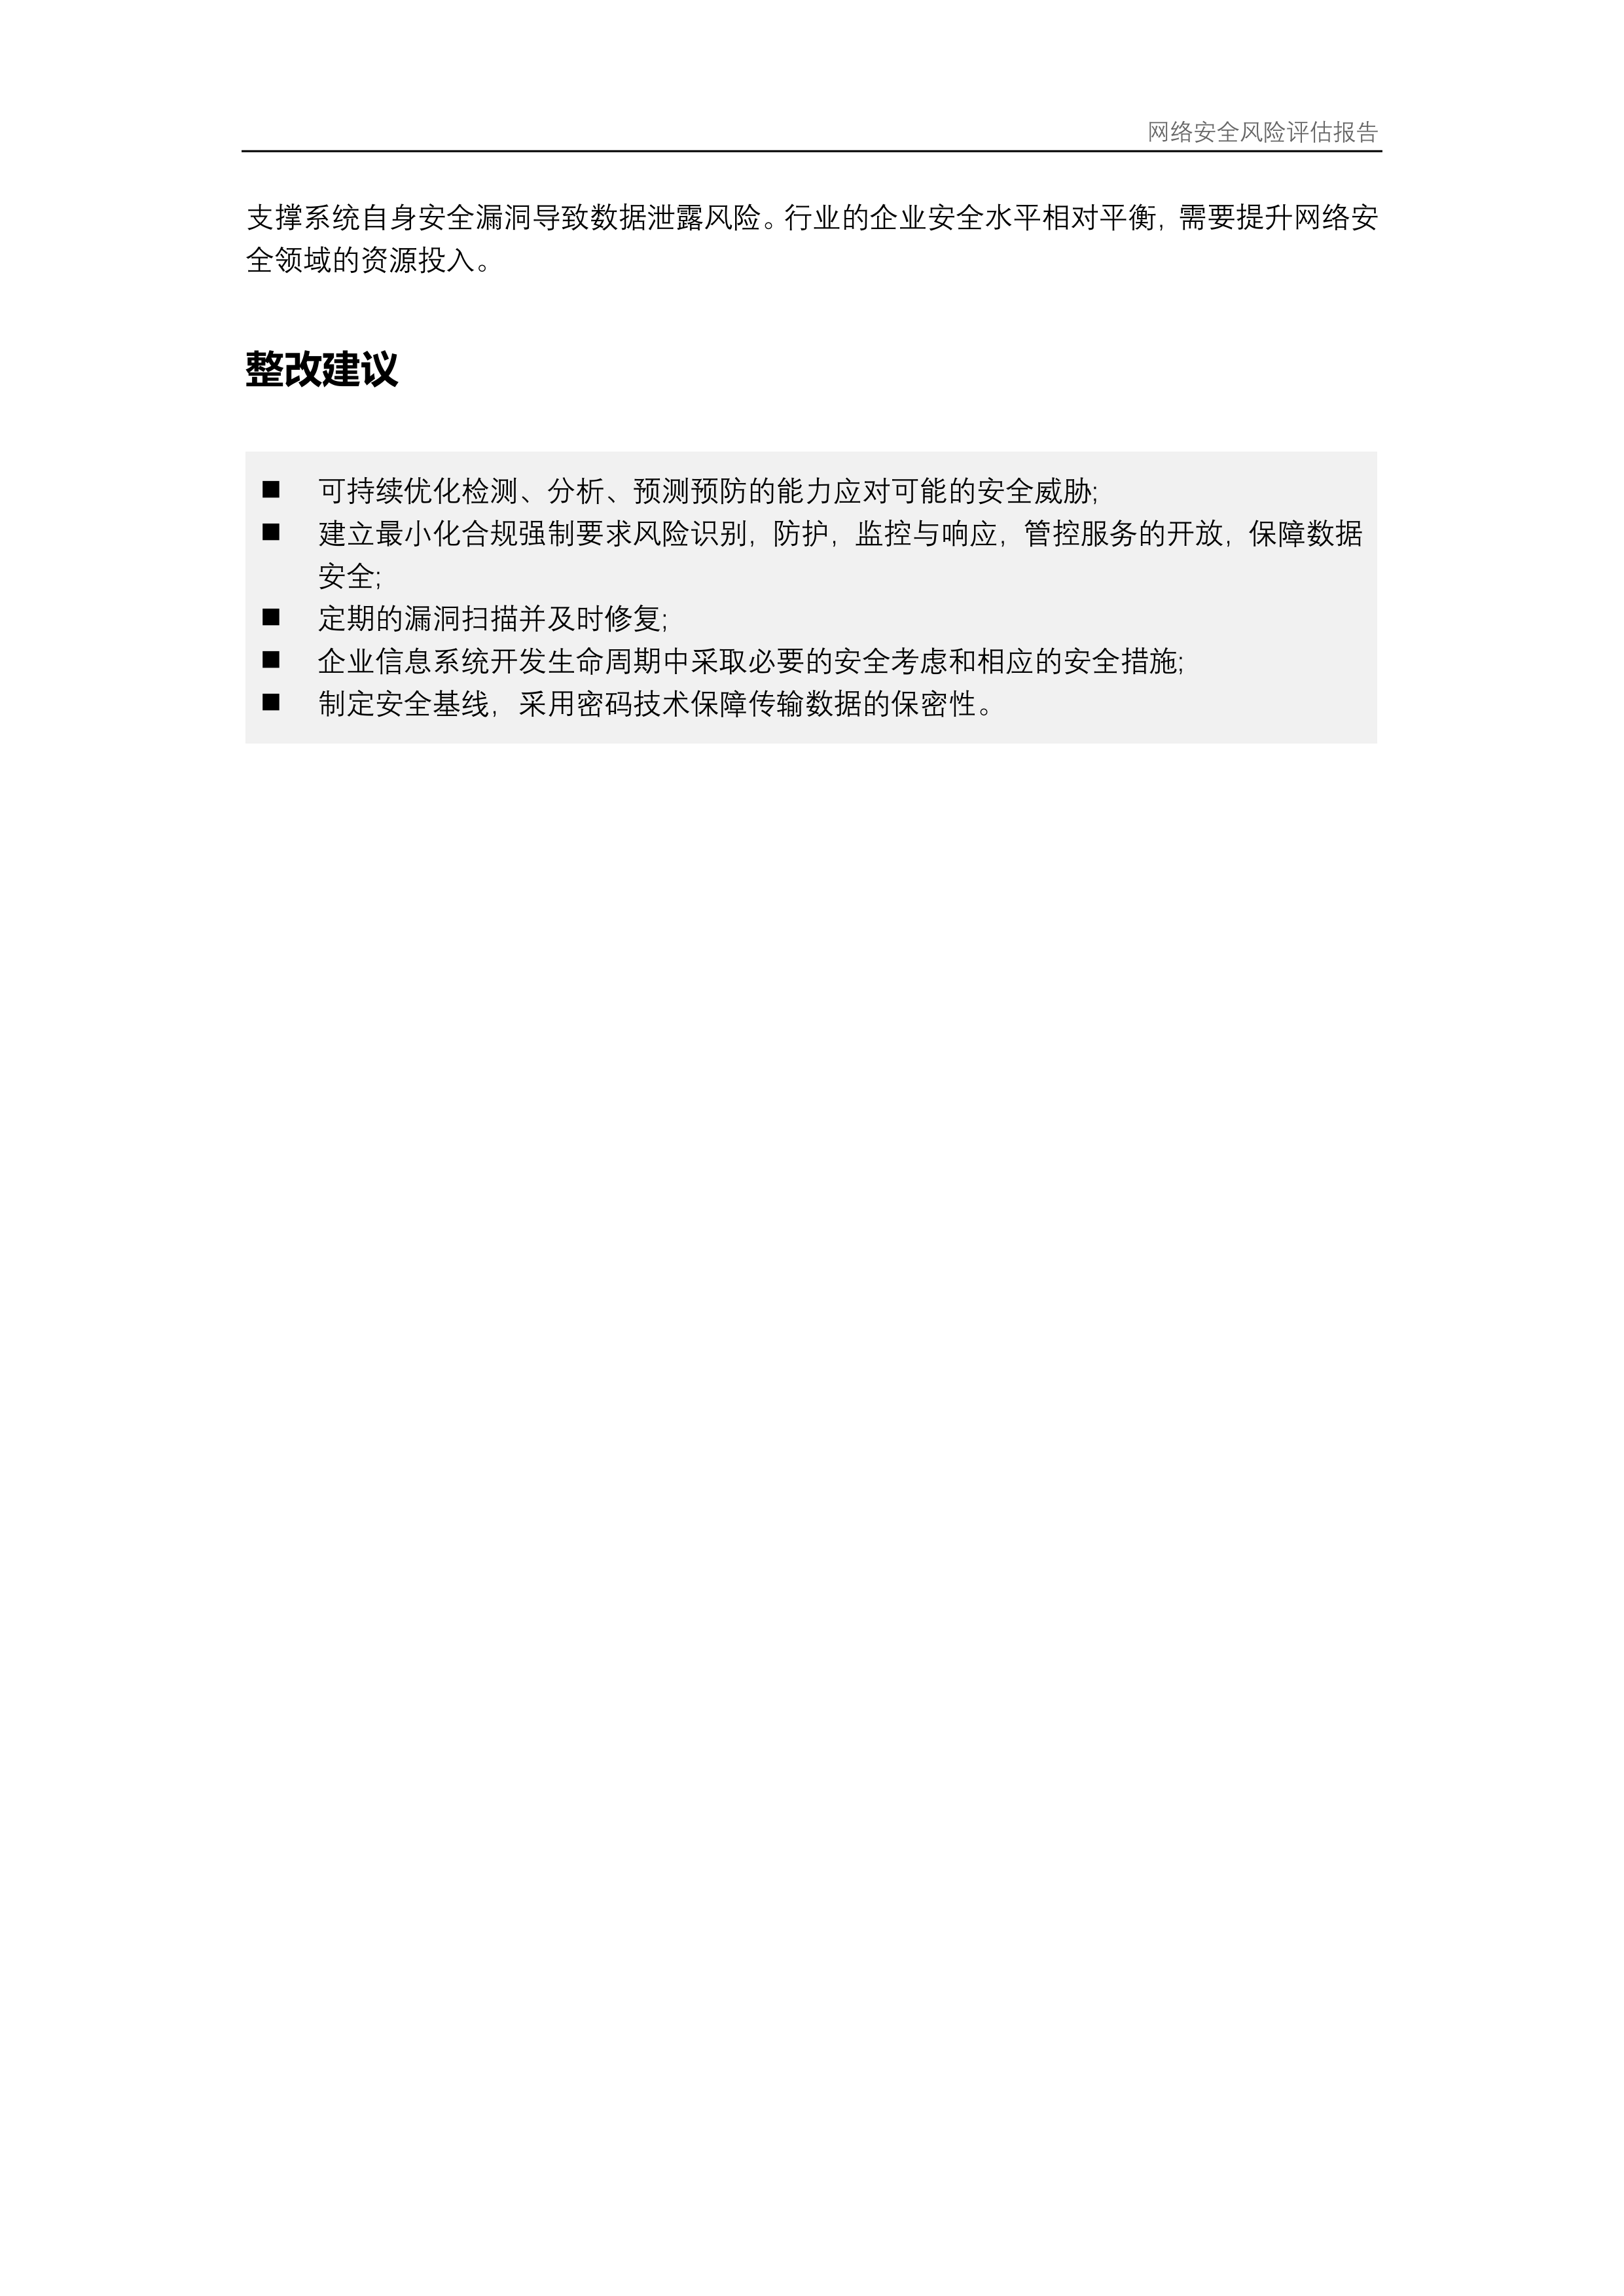 网络安全风险评估报告
支撑系统自身安全漏洞导致数据泄露风险。行业的企业安全水平相对平衡，需要提升网络安
全领域的资源投入。
整改建议
■ 可持续优化检测、分析、预测预防的能力应对可能的安全威胁;
■ 建立最小化合规强制要求风险识别，防护，监控与响应，管控服务的开放，保障数据
安全;
■ 定期的漏洞扫描并及时修复;
■ 企业信息系统开发生命周期中采取必要的安全考虑和相应的安全措施;
■ 制定安全基线，采用密码技术保障传输数据的保密性。